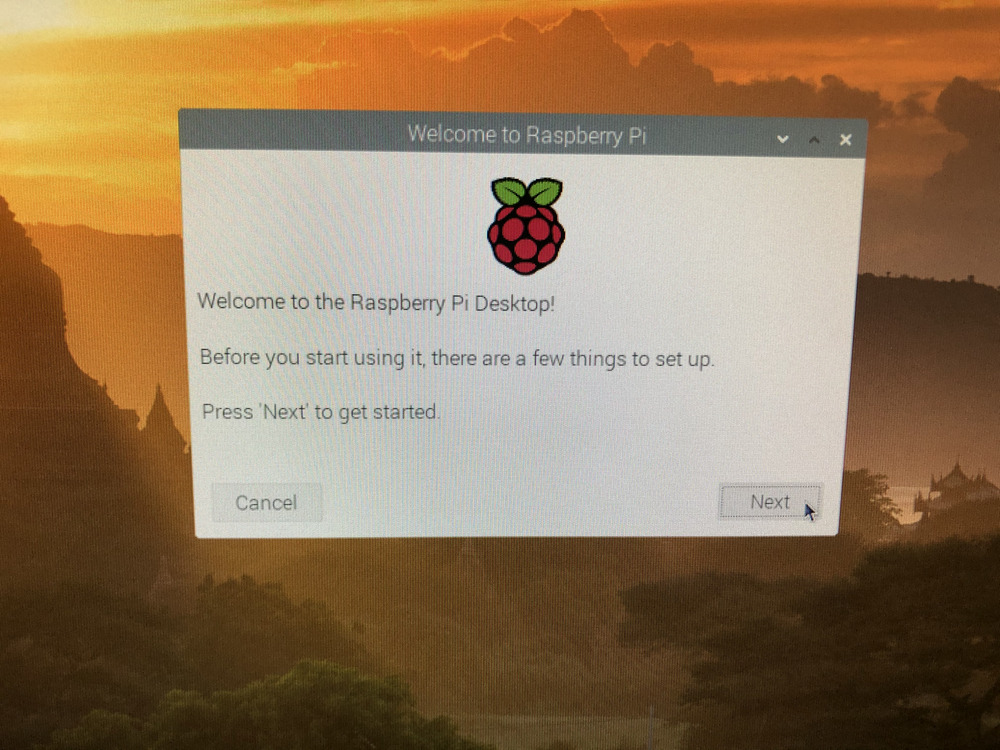 Welcome to Raspberry Pi
Welcome to the Raspberry Pi Desktop!
Before you start using it, there are a few things to set up.
Press 'Next' to get started.
Cancel
Next